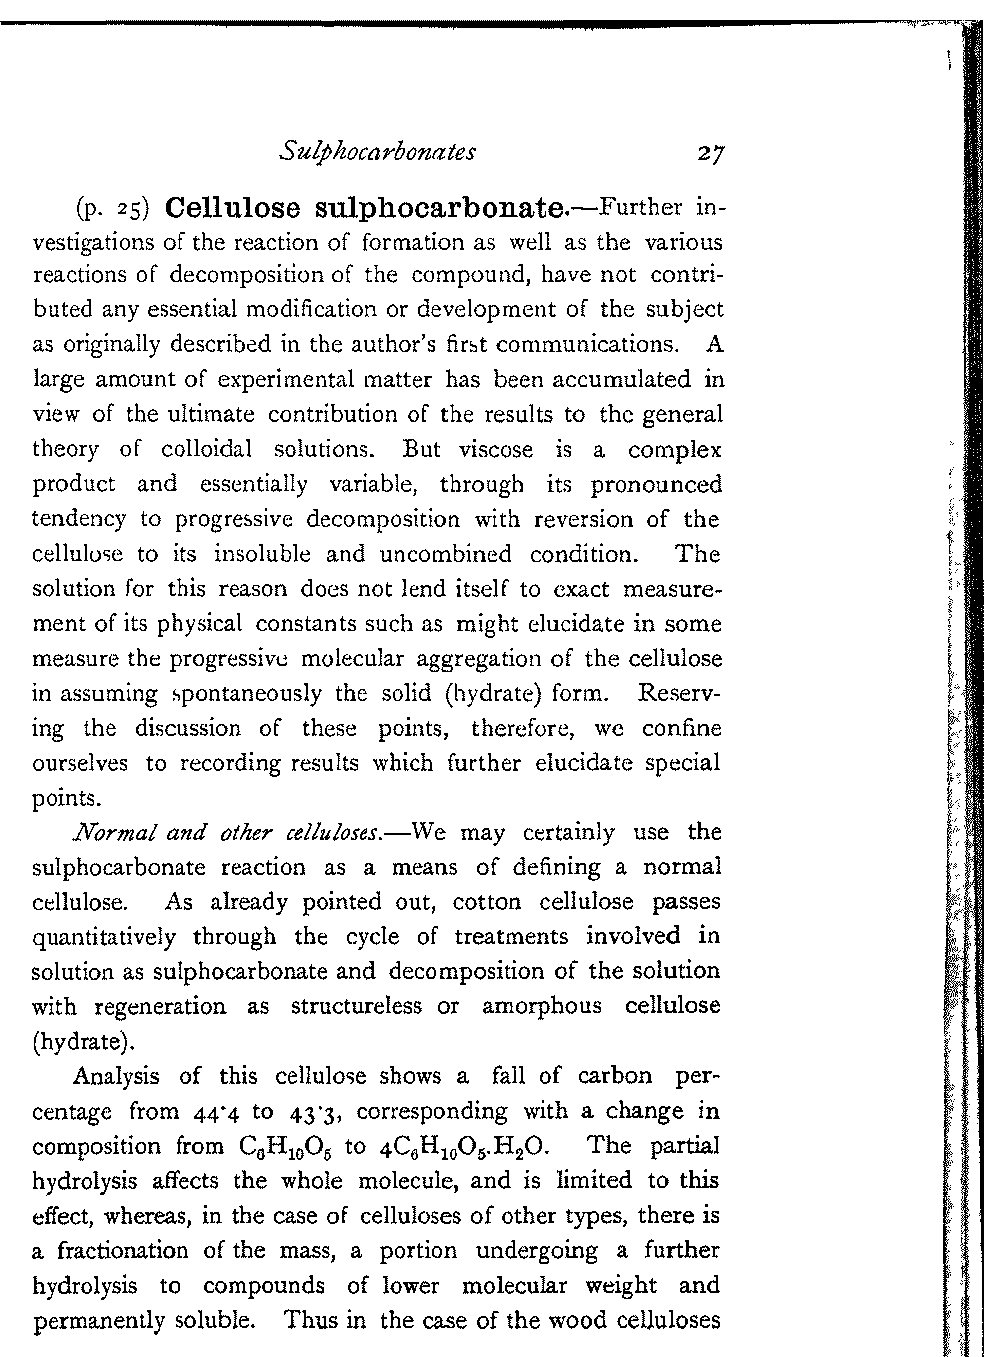 Sulphocarbonates 27
(p. 25) Cellulose sulphocarbonate.—Further in-
vestigations of the reaction of formation as well as the various
reactions of decomposition of the compound, have not contri-
buted any essential modification or development of the subject
as originally described in the author's first communications. A
large amount of experimental matter has been accumulated in
view of the ultimate contribution of the results to the general
theory of colloidal solutions. But viscose is a complex
product and essentially variable, through its pronounced
tendency to progressive decomposition with reversion of the
cellulose to its insoluble and uncombined condition. The
solution for this reason does not lend itself to exact measure-
ment of its physical constants such as might elucidate in some
measure the progressive molecular aggregation of the cellulose
in assuming spontaneously the solid (hydrate) form. Reserv-
ing the discussion of these points, therefore, we confine
ourselves to recording results which further elucidate special
points.
Normal and other celluloses.—We may certainly use the
sulphocarbonate reaction as a means of defining a normal
cellulose. As already pointed out, cotton cellulose passes
quantitatively through the cycle of treatments involved in
solution as sulphocarbonate and decomposition of the solution
with regeneration as structureless or amorphous cellulose
(hydrate).
Analysis of this cellulose shows a fall of carbon per-
centage from 44·4 to 43·3, corresponding with a change in
composition from C₆H₁₀O₅ to 4C₆H₁₀O₅.H₂O. The partial
hydrolysis affects the whole molecule, and is limited to this
effect, whereas, in the case of celluloses of other types, there is
a fractionation of the mass, a portion undergoing a further
hydrolysis to compounds of lower molecular weight and
permanently soluble. Thus in the case of the wood celluloses